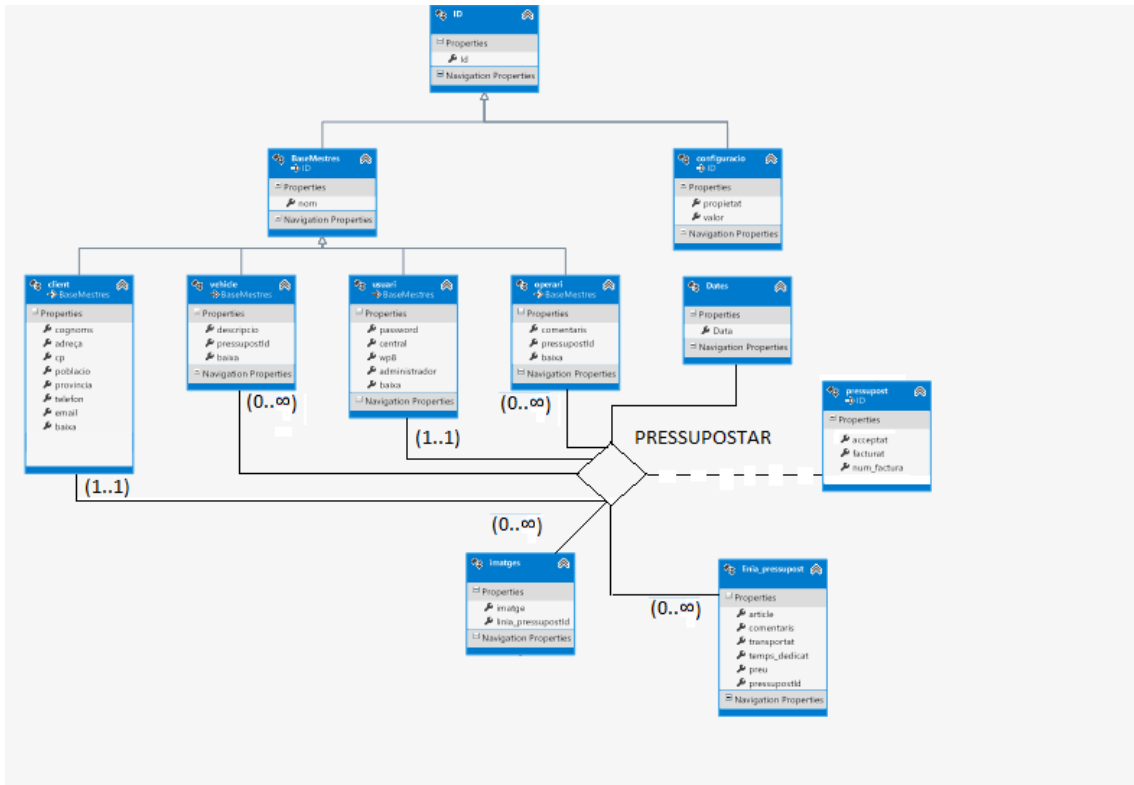 ID
Properties
Id
Navigation Properties
BaseMestres
ID
Properties
nom
Navigation Properties
configuracio
ID
Properties
propietat
valor
Navigation Properties
client
BaseMestres
Properties
cognoms
adreça
cp
poblacio
provincia
telefon
email
baixa
vehicle
BaseMestres
Properties
descripcio
pressupostId
baixa
Navigation Properties
usuari
BaseMestres
Properties
password
central
wp8
administrador
baixa
Navigation Properties
operari
BaseMestres
Properties
comentaris
pressupostId
baixa
Navigation Properties
Dates
Properties
Data
Navigation Properties
pressupost
ID
Properties
acceptat
facturat
num_factura
(0..∞)
(1..1)
(0..∞)
PRESSUPOSTAR
(1..1)
(0..∞)
imatges
Properties
imatge
linia_pressupostId
Navigation Properties
(0..∞)
linia_pressupost
Properties
article
comentaris
transportat
temps_dedicat
preu
pressupostId
Navigation Properties